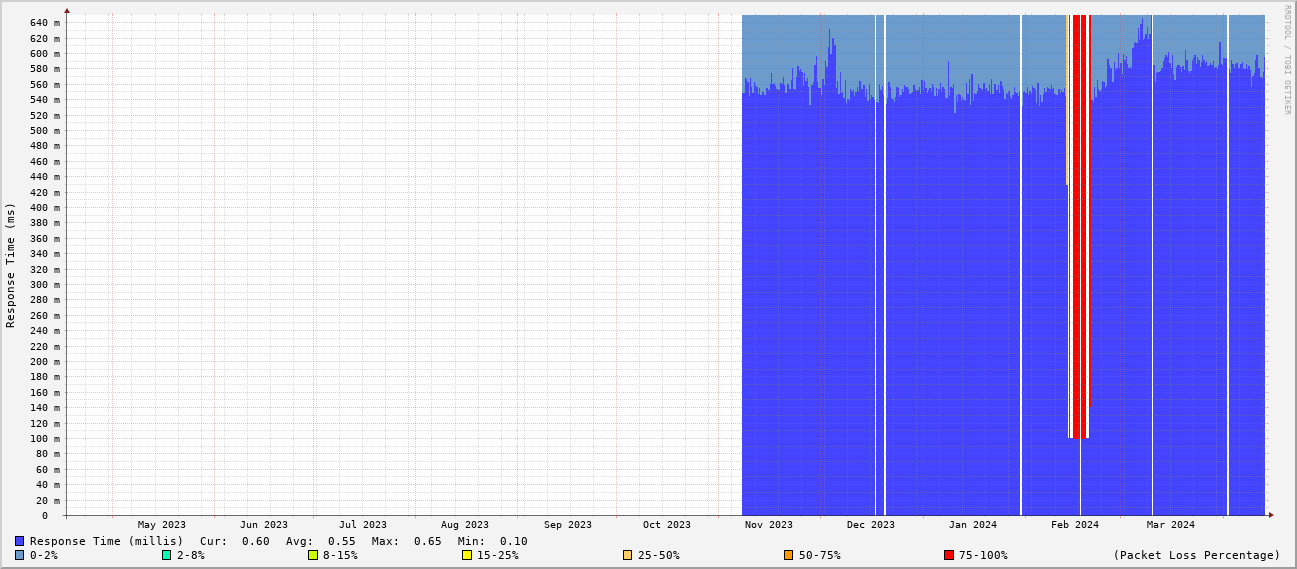 RRDTOOL / TOBI OETIKER
Response Time (ms)
640 m
620 m
600 m
580 m
560 m
540 m
520 m
500 m
480 m
460 m
440 m
420 m
400 m
380 m
360 m
340 m
320 m
300 m
280 m
260 m
240 m
220 m
200 m
180 m
160 m
140 m
120 m
100 m
80 m
60 m
40 m
20 m
0
May 2023 Jun 2023 Jul 2023 Aug 2023 Sep 2023 Oct 2023 Nov 2023 Dec 2023 Jan 2024 Feb 2024 Mar 2024
Response Time (millis) Cur: 0.60 Avg: 0.55 Max: 0.65 Min: 0.10
0-2% 2-8% 8-15% 15-25% 25-50% 50-75% 75-100% (Packet Loss Percentage)